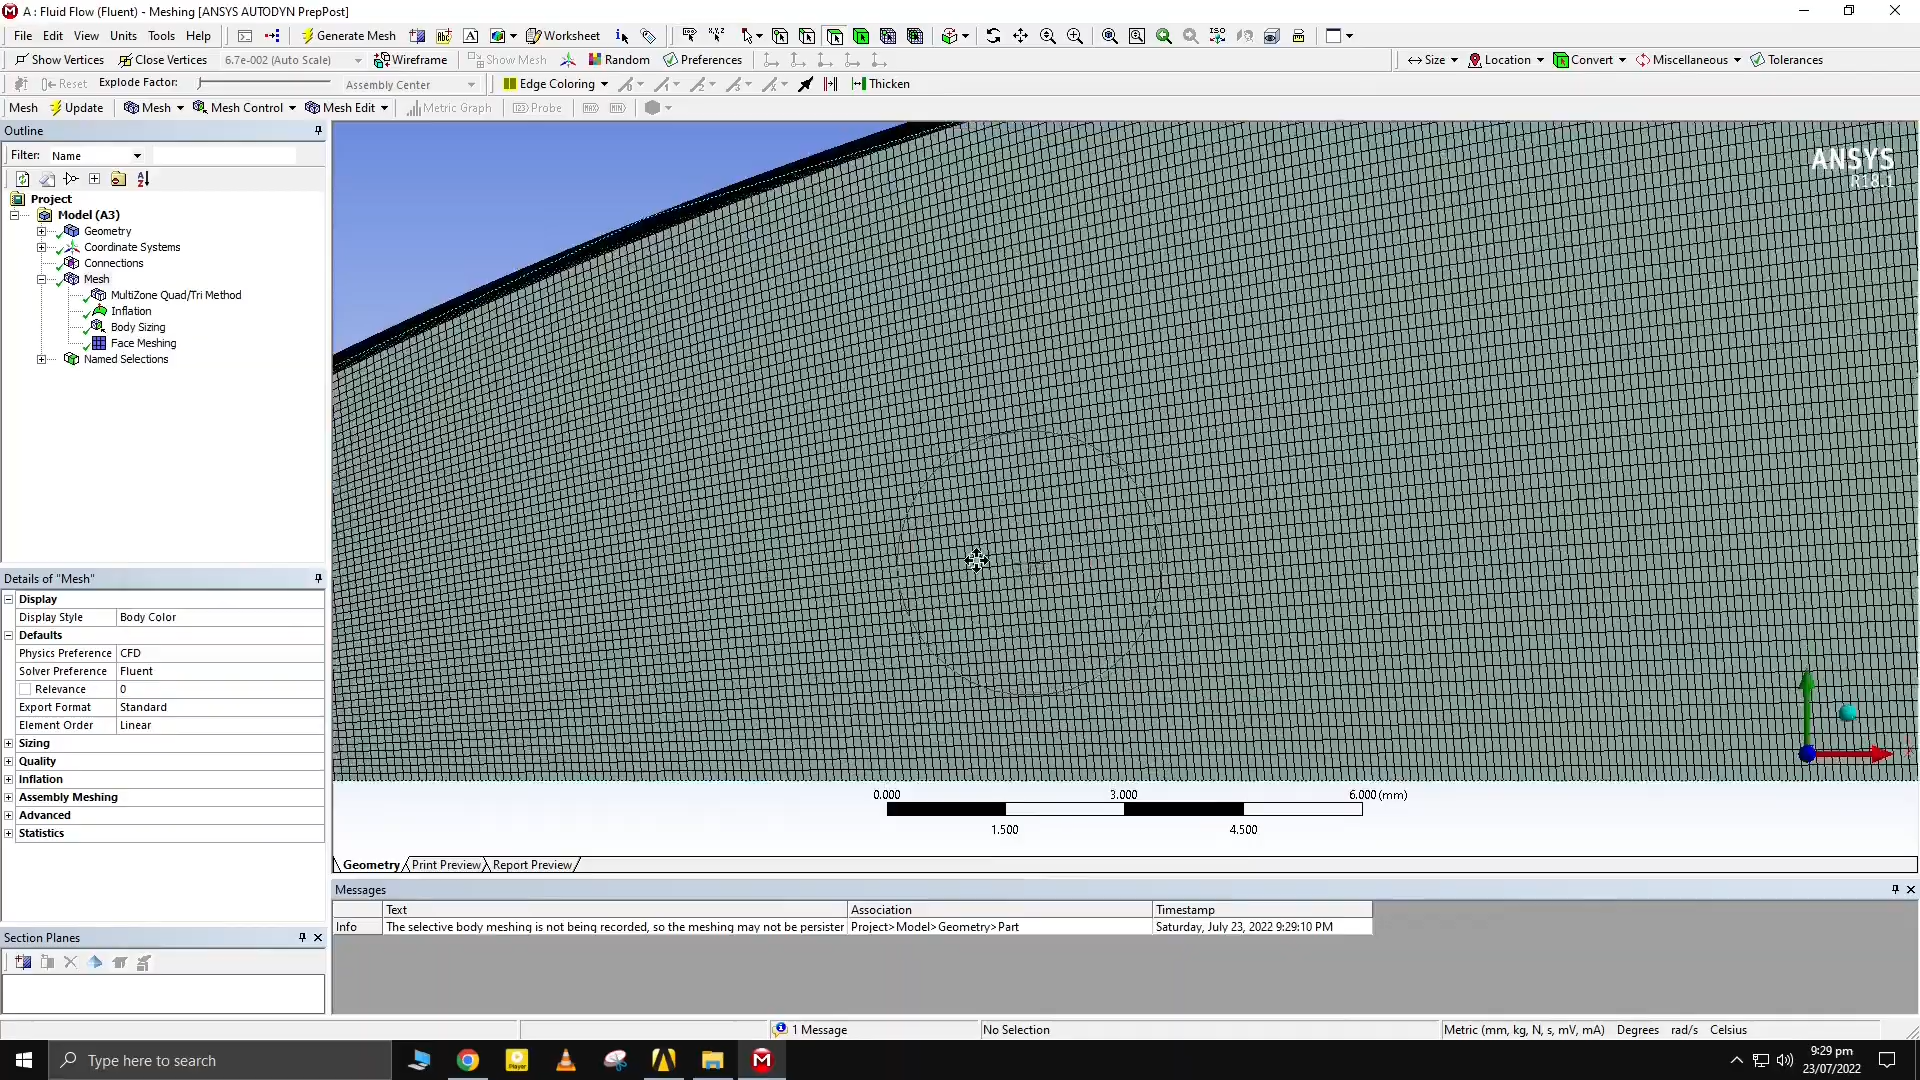 A : Fluid Flow (Fluent) - Meshing [ANSYS AUTODYN PrepPost]
File Edit View Units Tools Help Generate Mesh Worksheet
Show Vertices Close Vertices 6.7e-002 (Auto Scale) Wireframe Show Mesh Random Preferences Size Location Convert Miscellaneous Tolerances
Reset Explode Factor: Assembly Center Edge Coloring Thicken
Mesh Update Mesh Mesh Control Mesh Edit Metric Graph Probe MAX MIN
Outline
Filter: Name
Project
Model (A3)
Geometry
Coordinate Systems
Connections
Mesh
MultiZone Quad/Tri Method
Inflation
Body Sizing
Face Meshing
Named Selections
ANSYS
R18.1
Details of "Mesh"
Display
Display Style Body Color
Defaults
Physics Preference CFD
Solver Preference Fluent
Relevance 0
Export Format Standard
Element Order Linear
Sizing
Quality
Inflation
Assembly Meshing
Advanced
Statistics
0.000 3.000 6.000 (mm)
1.500 4.500
Geometry Print Preview Report Preview
Messages
Text Association Timestamp
Info The selective body meshing is not being recorded, so the meshing may not be persister Project>Model>Geometry>Part Saturday, July 23, 2022 9:29:10 PM
Section Planes
1 Message No Selection Metric (mm, kg, N, s, mV, mA) Degrees rad/s Celsius
Type here to search
9:29 pm
23/07/2022